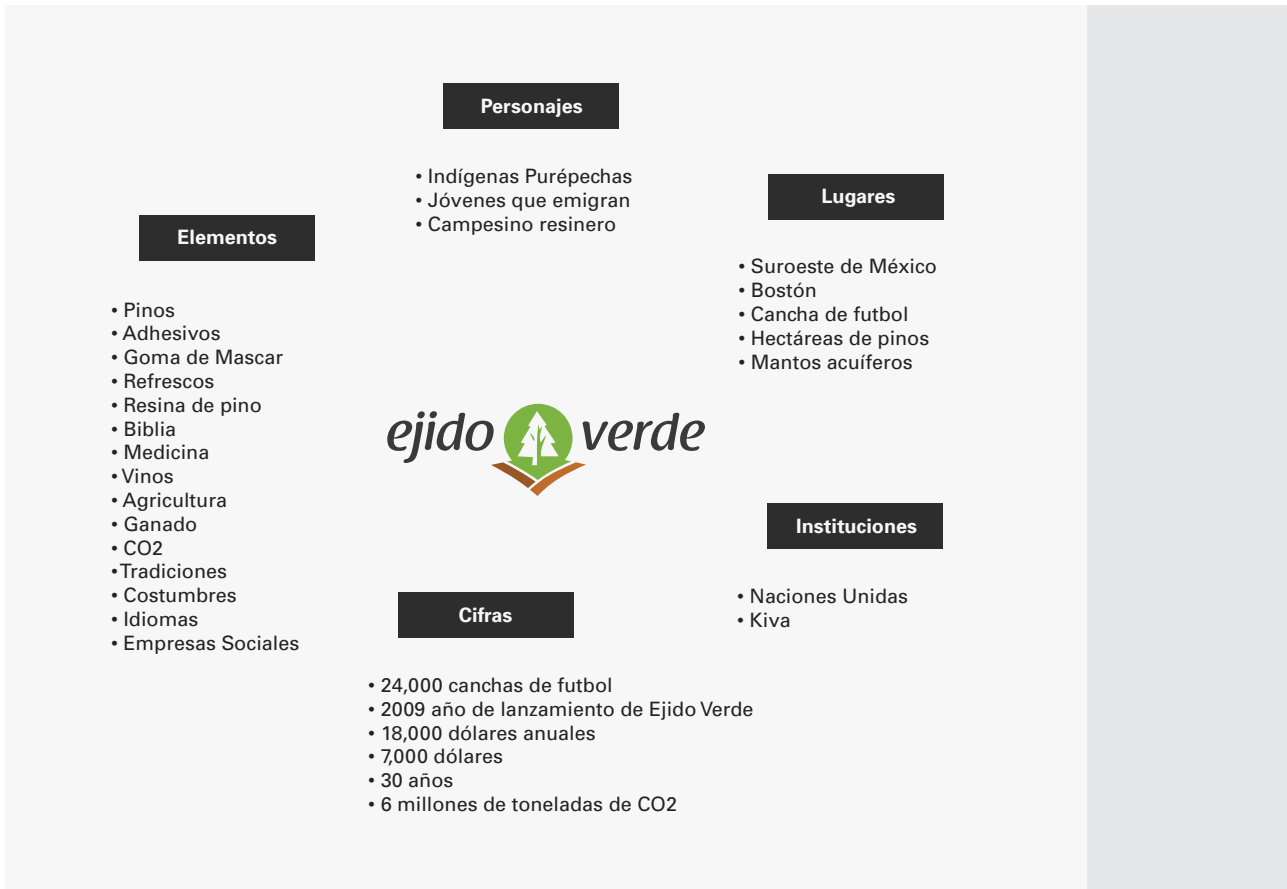 Personajes
• Indígenas Purépechas
• Jóvenes que emigran
• Campesino resinero
Lugares
• Suroeste de México
• Bostón
• Cancha de futbol
• Hectáreas de pinos
• Mantos acuíferos
Elementos
• Pinos
• Adhesivos
• Goma de Mascar
• Refrescos
• Resina de pino
• Biblia
• Medicina
• Vinos
• Agricultura
• Ganado
• CO2
• Tradiciones
• Costumbres
• Idiomas
• Empresas Sociales
ejido verde
Instituciones
• Naciones Unidas
• Kiva
Cifras
• 24,000 canchas de futbol
• 2009 año de lanzamiento de Ejido Verde
• 18,000 dólares anuales
• 7,000 dólares
• 30 años
• 6 millones de toneladas de CO2